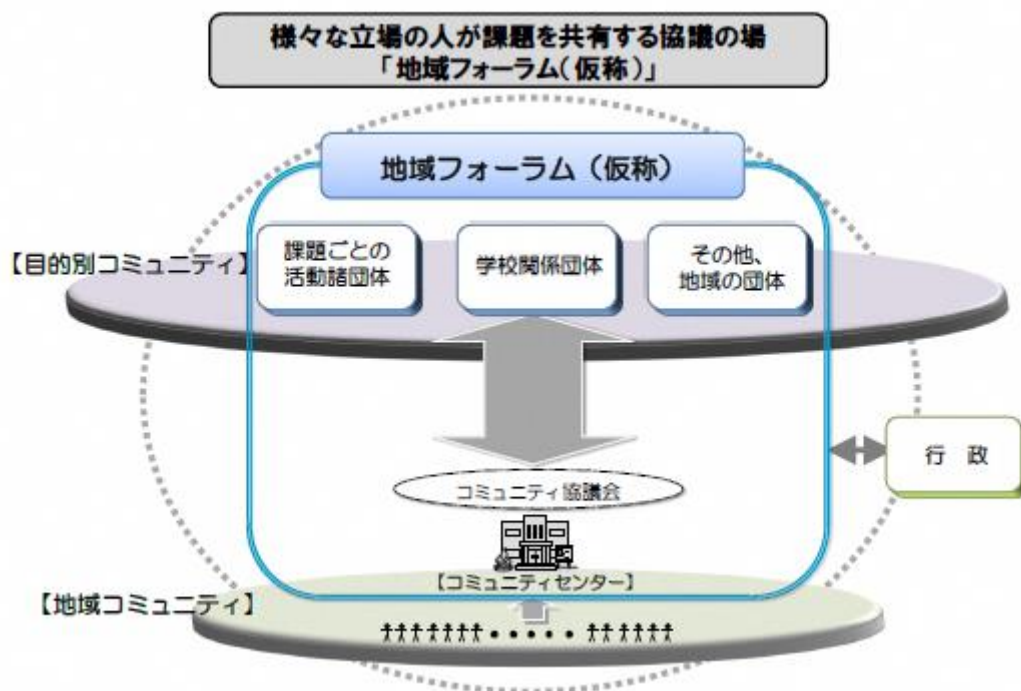 様々な立場の人が課題を共有する協議の場
「地域フォーラム(仮称)」
地域フォーラム（仮称）
【目的別コミュニティ】
課題ごとの
活動諸団体
学校関係団体
その他、
地域の団体
行　政
コミュニティ協議会
【コミュニティセンター】
【地域コミュニティ】